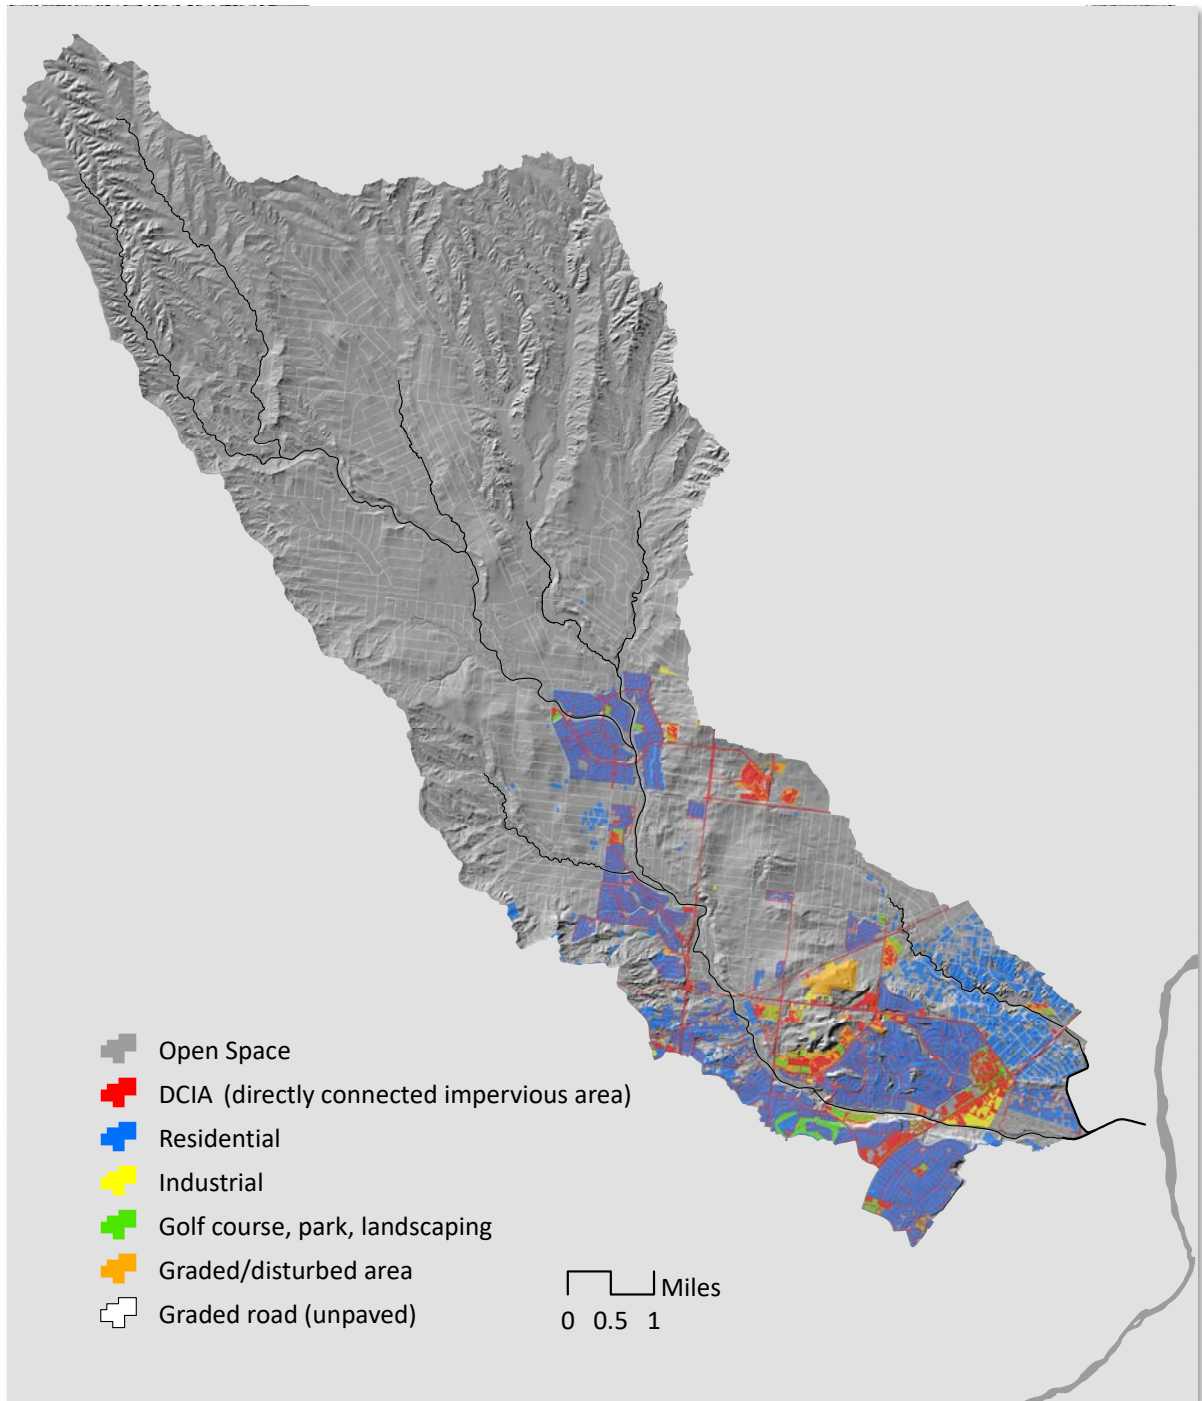 Open Space
DCIA (directly connected impervious area)
Residential
Industrial
Golf course, park, landscaping
Graded/disturbed area
Graded road (unpaved)
Miles
0 0.5 1